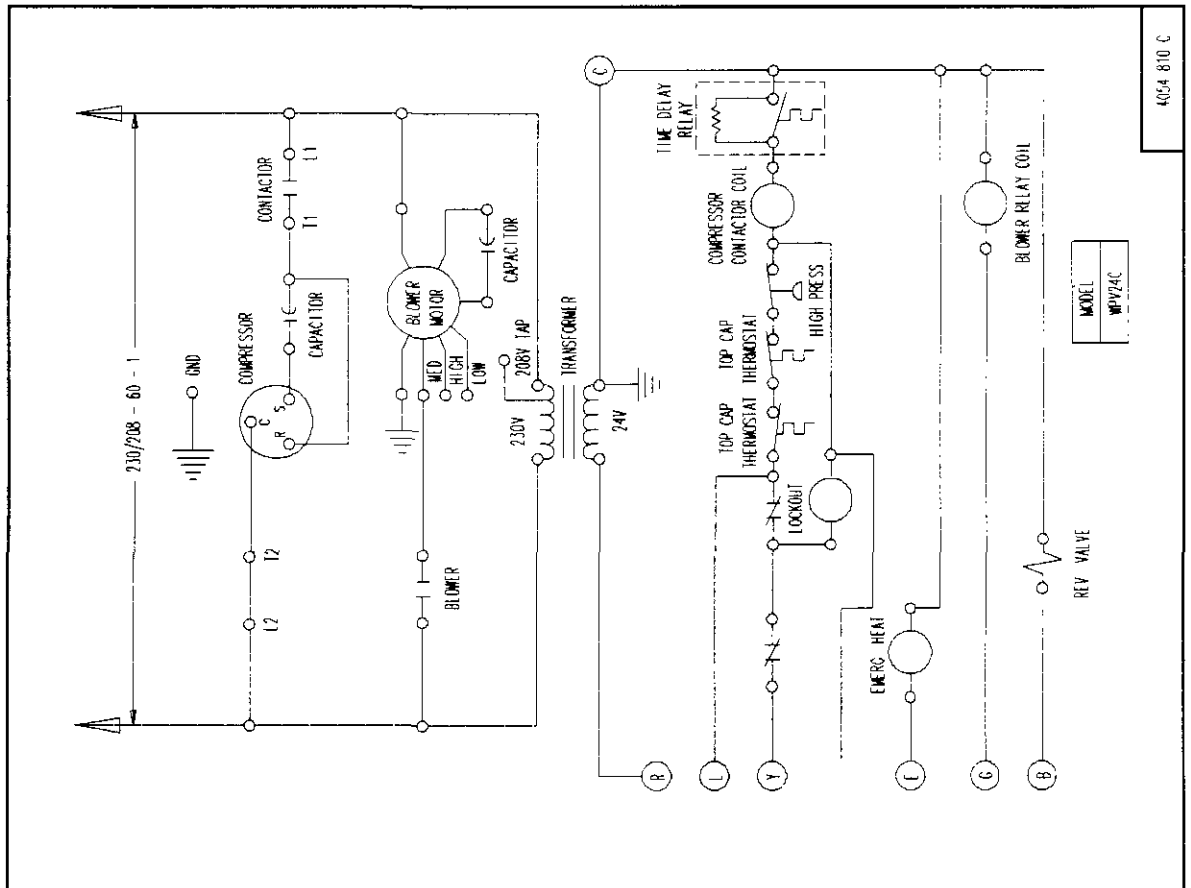 4054 810 C
230/208 - 60 - 1
GND
COMPRESSOR
C
S
R
CAPACITOR
CONTACTOR
L1
T1
T2
L2
BLOWER
MOTOR
CAPACITOR
MED
HIGH
LOW
BLOWER
208V TAP
230V
TRANSFORMER
24V
C
R
TIME DELAY
RELAY
COMPRESSOR
CONTACTOR COIL
HIGH PRESS
TOP CAP
THERMOSTAT
TOP CAP
THERMOSTAT
LOCKOUT
L
Y
EMERG HEAT
E
BLOWER RELAY COIL
G
REV VALVE
B
MODEL
WPV24C